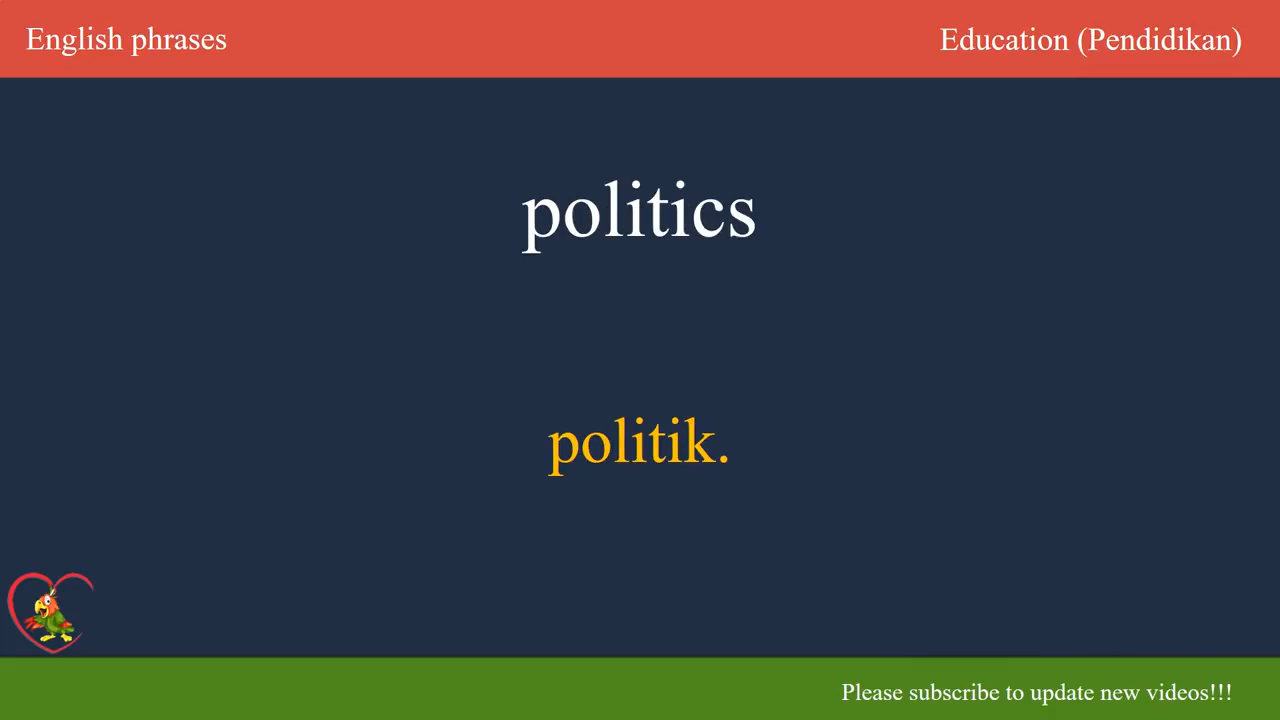 English phrases
Education (Pendidikan)
politics
politik.
Please subscribe to update new videos!!!